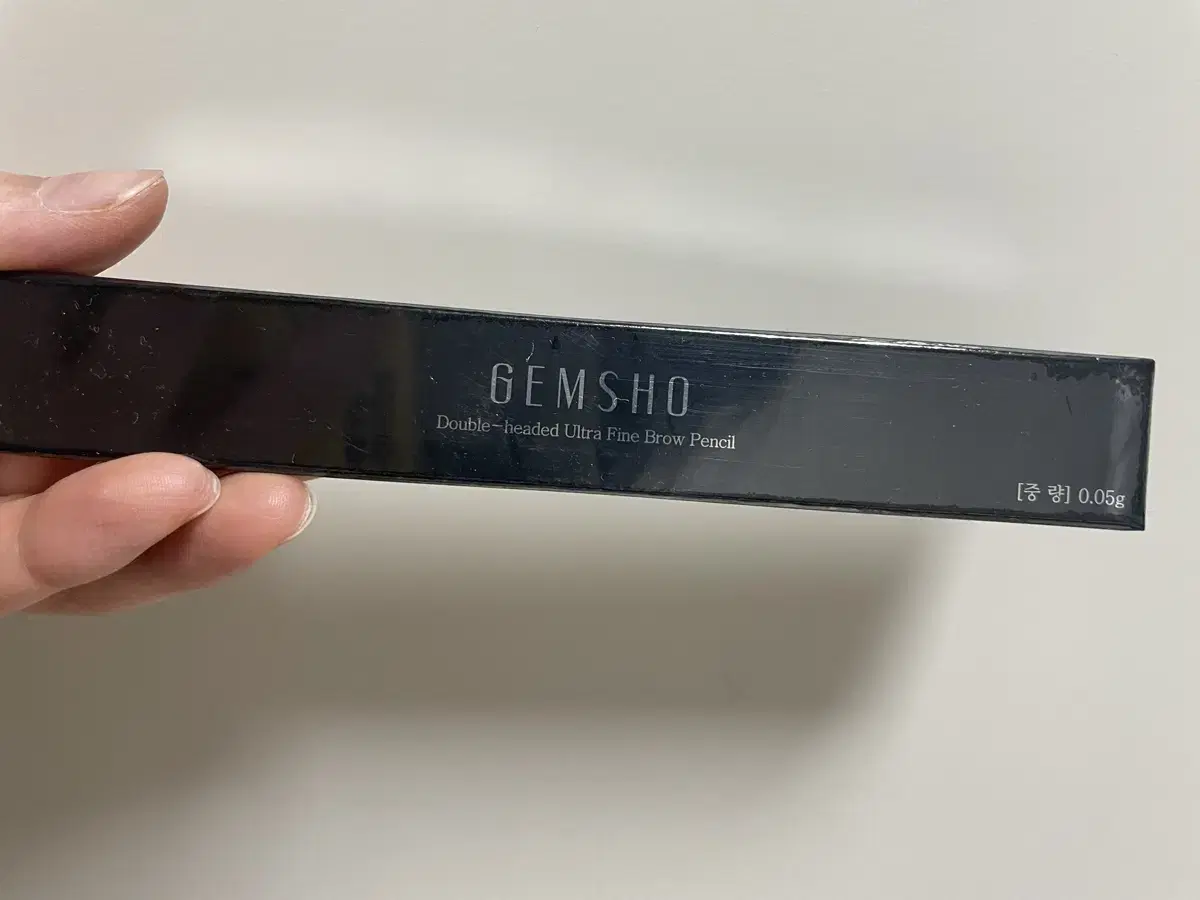 GEMSHO
Double-headed Ultra Fine Brow Pencil
[중 량] 0.05g